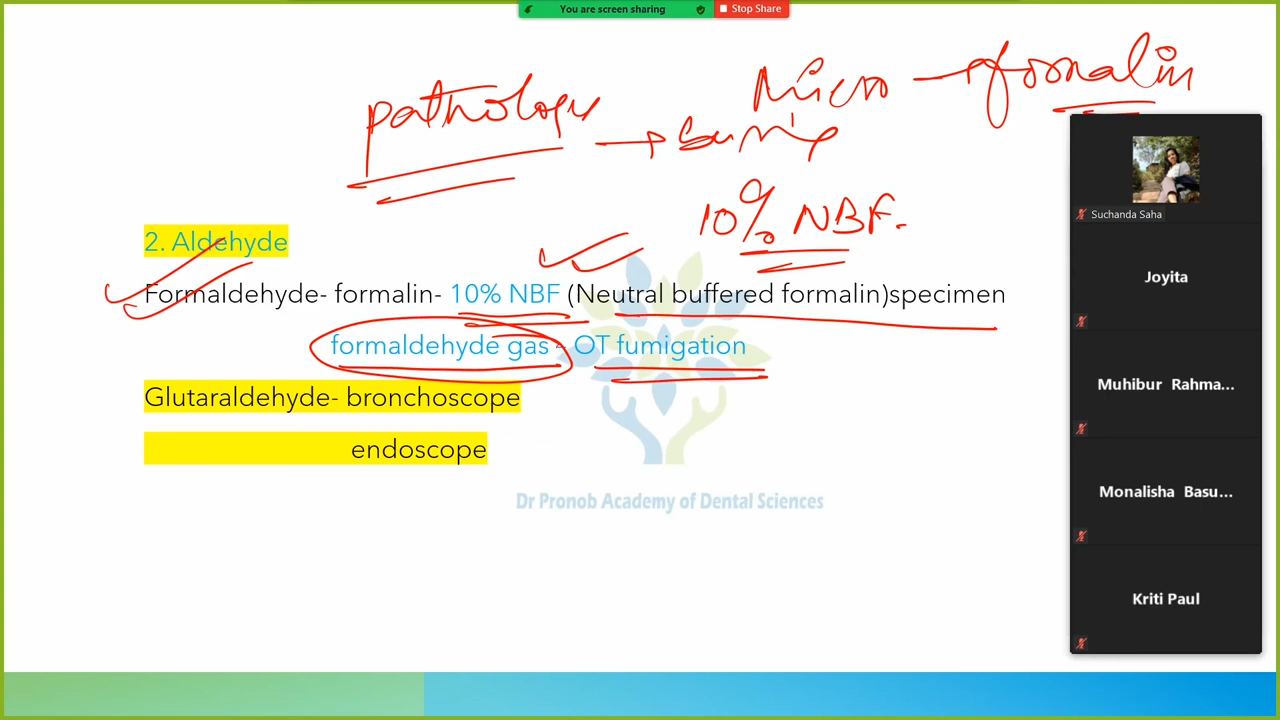 You are screen sharing
Stop Share
pathology
Micro
formalin
10% NBF.
Suchanda Saha
2. Aldehyde
Formaldehyde- formalin- 10% NBF (Neutral buffered formalin)specimen
formaldehyde gas - OT fumigation
Glutaraldehyde- bronchoscope
endoscope
Dr Pronob Academy of Dental Sciences
Joyita
Muhibur Rahma...
Monalisha Basu...
Kriti Paul